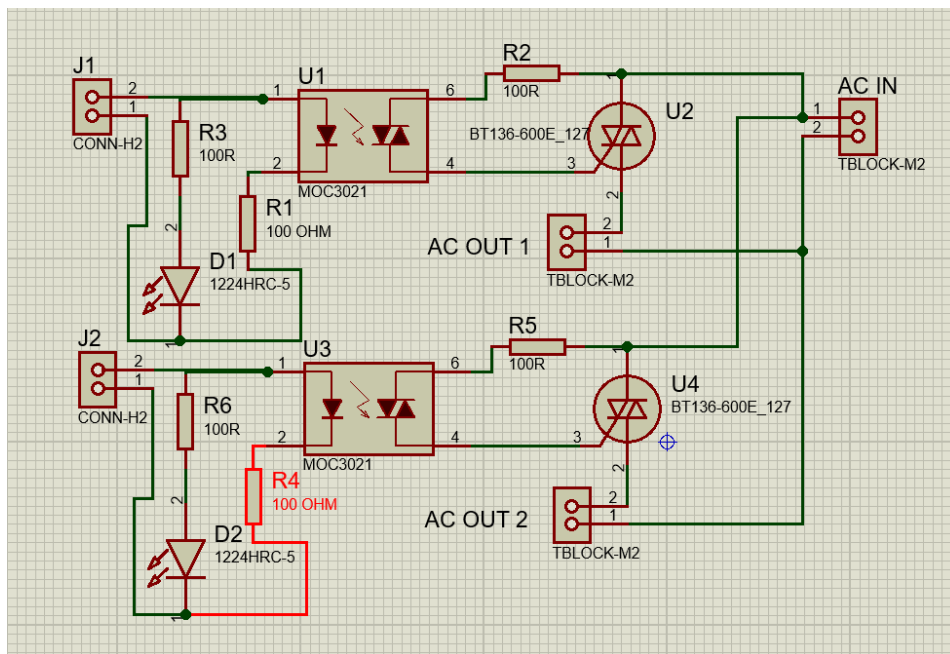 J1
2
1
CONN-H2
R3
100R
2
D1
1224HRC-5
1
U1
1
2
6
4
MOC3021
R1
100 OHM
R2
100R
1
U2
BT136-600E_127
3
2
AC OUT 1
2
1
TBLOCK-M2
AC IN
1
2
TBLOCK-M2
J2
2
1
CONN-H2
R6
100R
2
D2
1224HRC-5
1
U3
1
2
6
4
MOC3021
R4
100 OHM
R5
100R
1
U4
BT136-600E_127
3
2
AC OUT 2
2
1
TBLOCK-M2